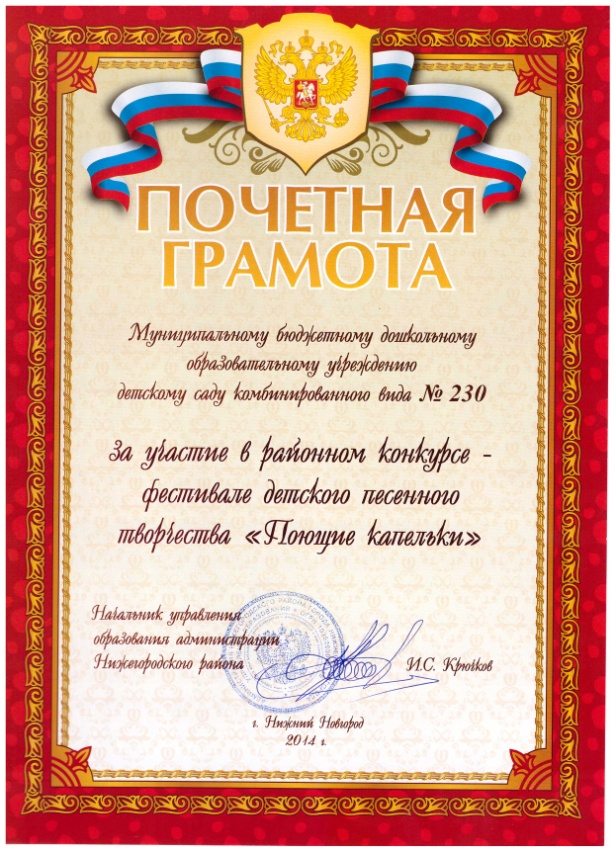 ПОЧЕТНАЯ
ГРАМОТА
Муниципальному бюджетному дошкольному
образовательному учреждению
детскому саду комбинированного вида № 230
За участие в районном конкурсе -
фестивале детского песенного
творчества «Поющие капельки»
Начальник управления
образования администрации
Нижегородского района
И.С. Крючков
г. Нижний Новгород
2014 г.